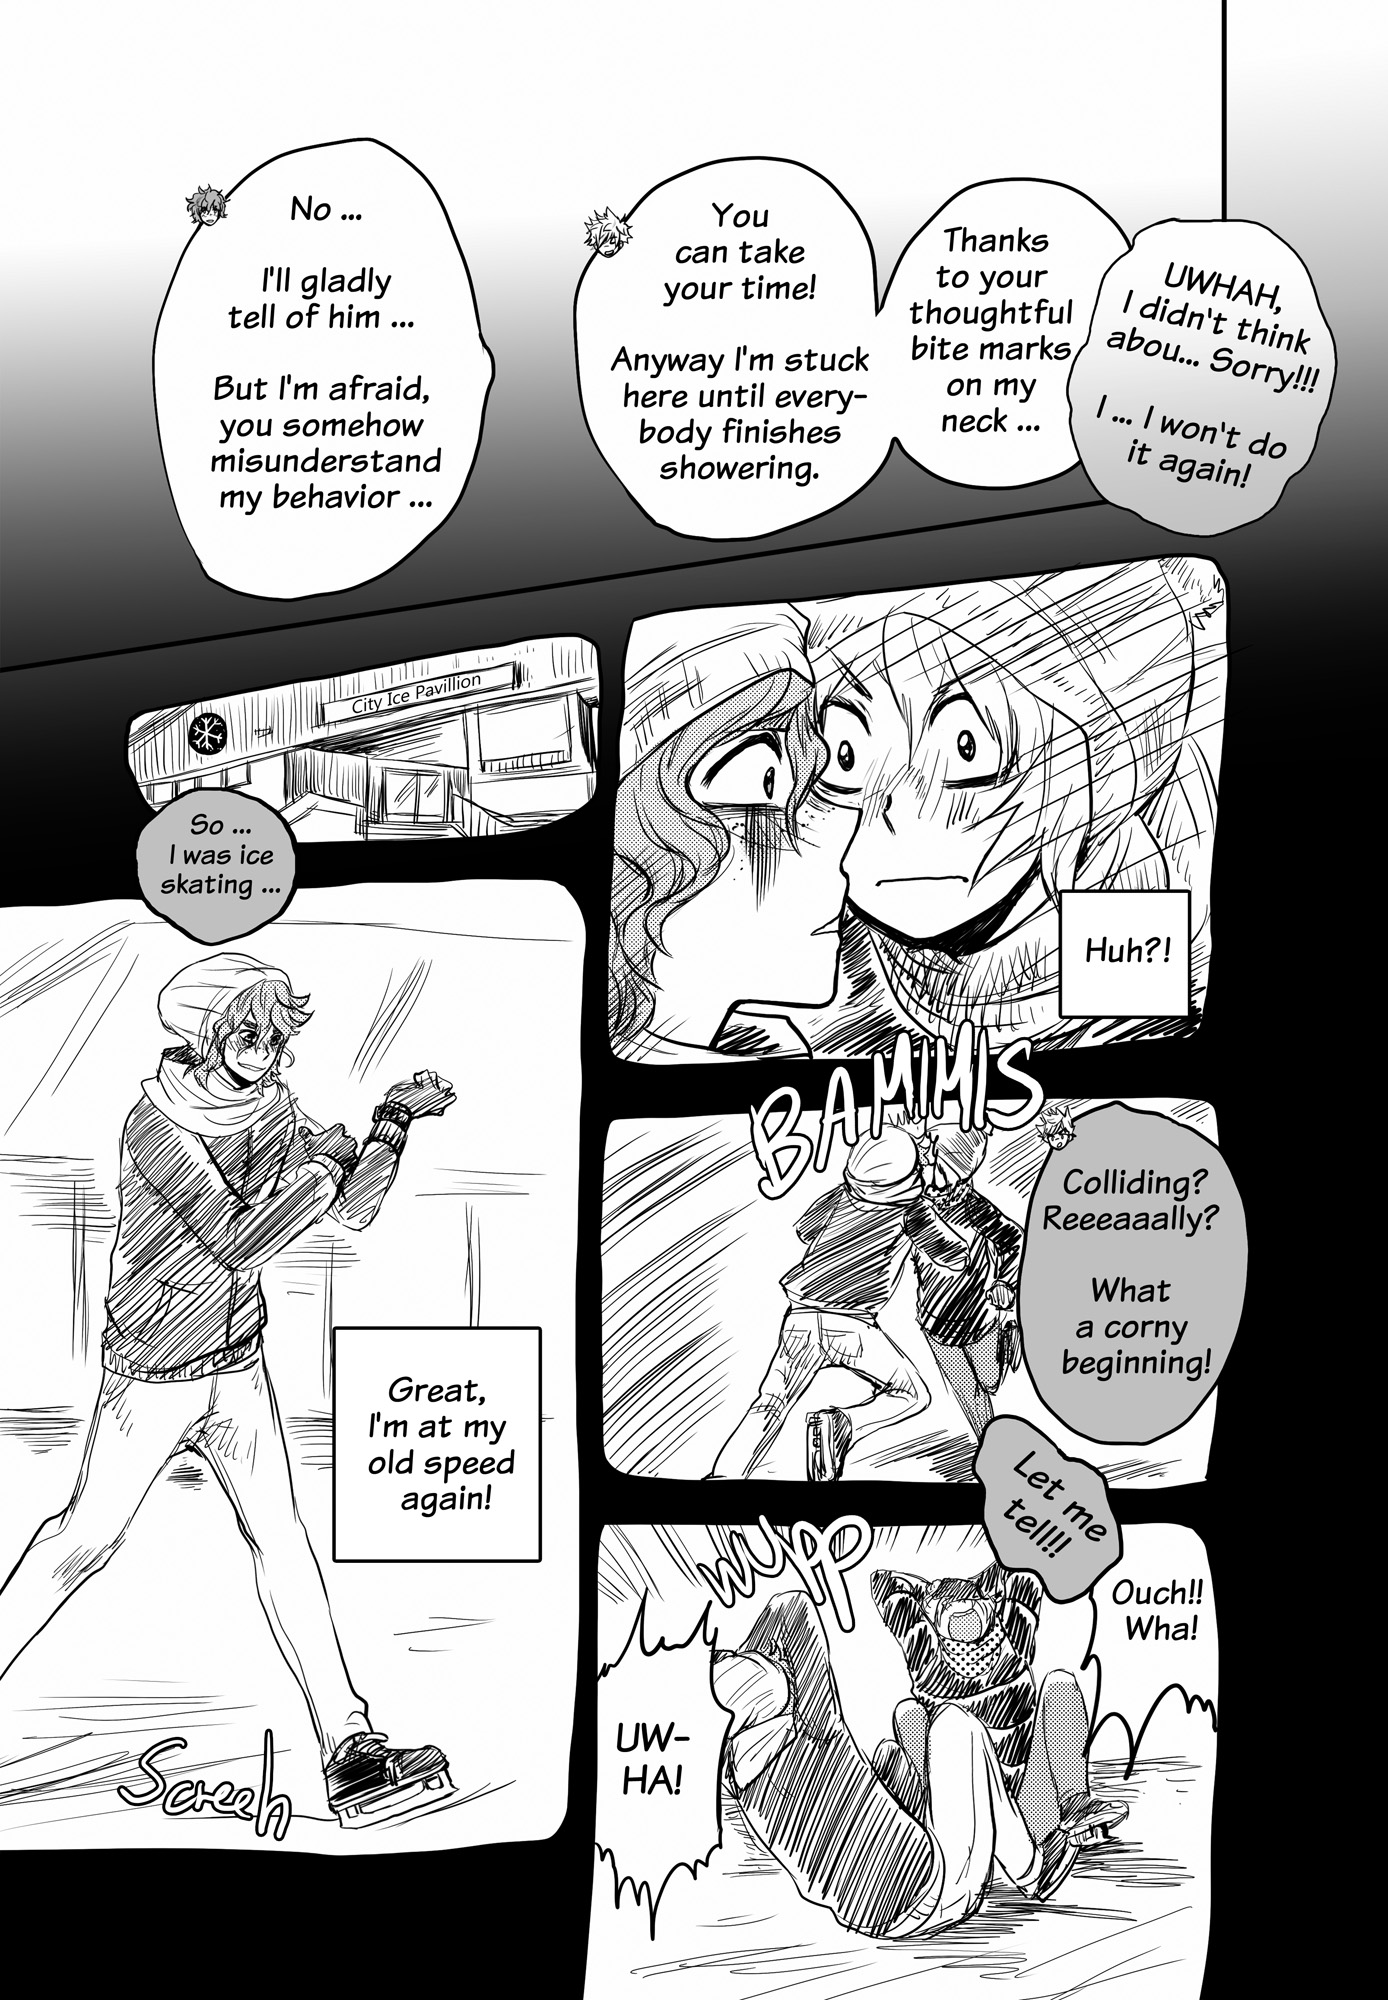 No ...
I'll gladly
tell of him ...
But I'm afraid,
you somehow
misunderstand
my behavior ...
You
can take
your time!
Anyway I'm stuck
here until every-
body finishes
showering.
Thanks
to your
thoughtful
bite marks
on my
neck ...
UWHAH,
I didn't think
abou... Sorry!!!
I ... I won't do
it again!
City Ice Pavillion
So ...
I was ice
skating ...
Great,
I'm at my
old speed
again!
Screeh
Huh?!
BAMIMIS
Colliding?
Reeeaaally?
What
a corny
beginning!
Let me
tell!!!
WUPP
UW-
HA!
Ouch!!
Wha!